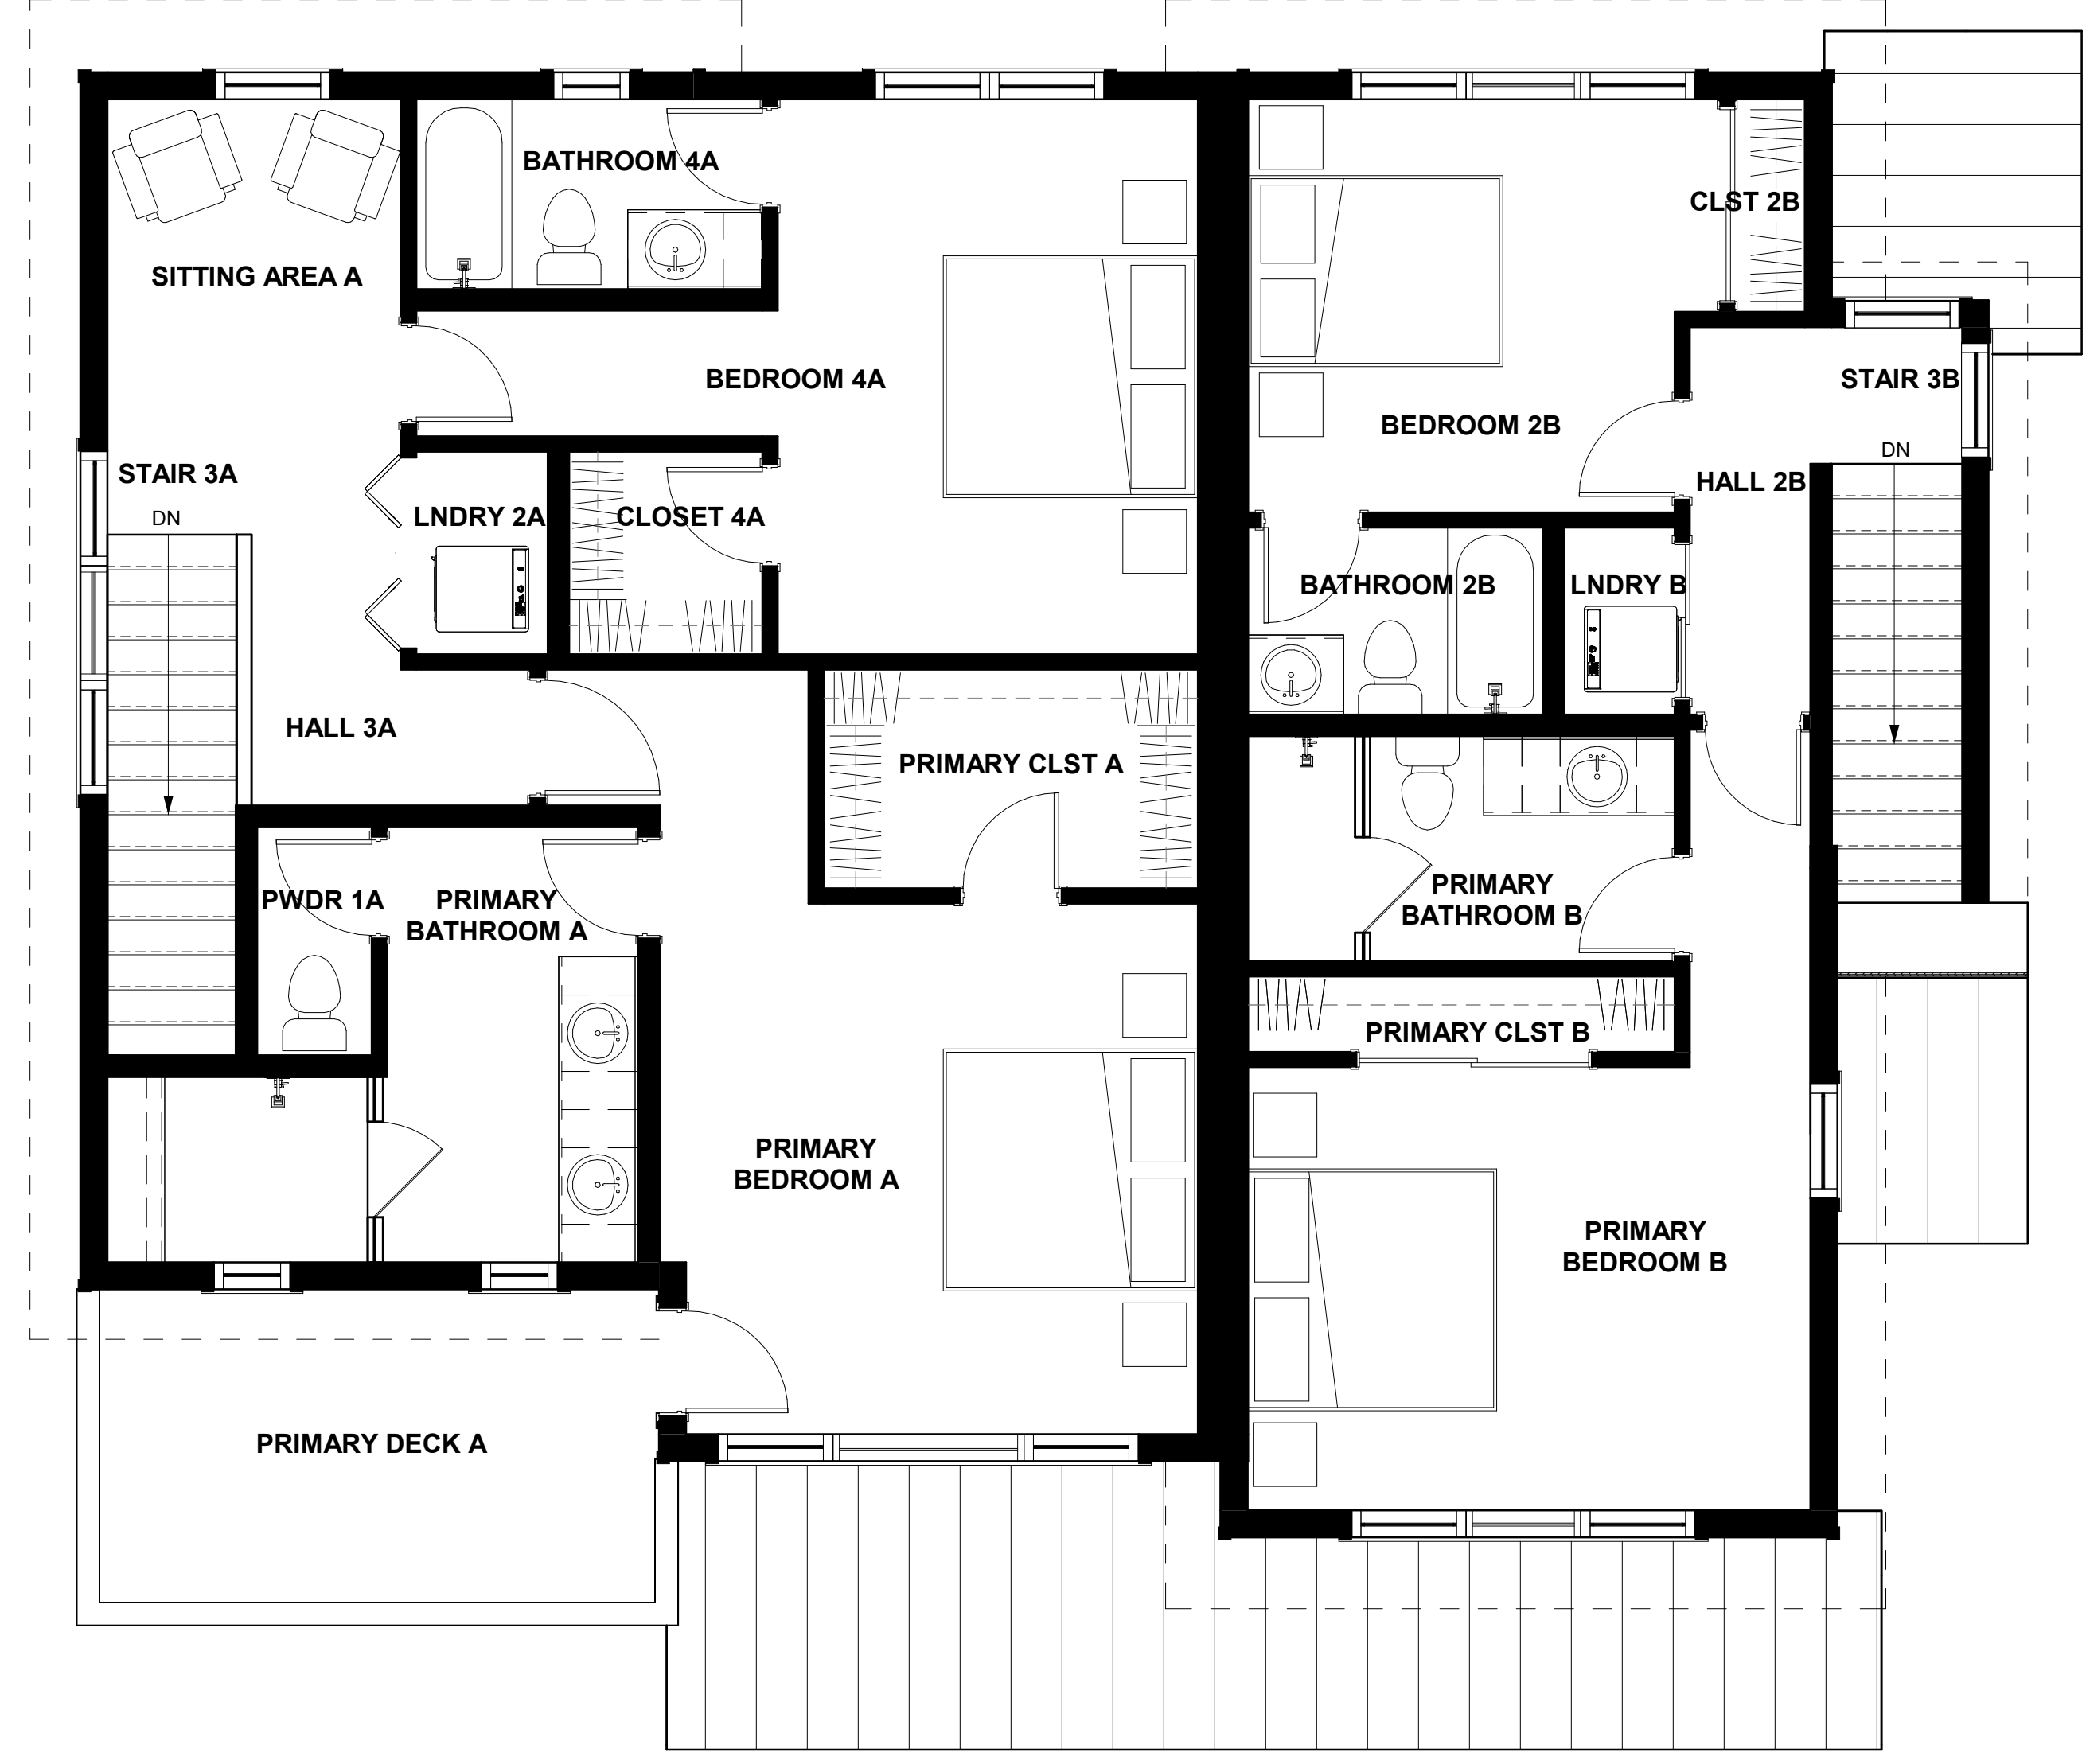 BATHROOM 4A
CLST 2B
SITTING AREA A
BEDROOM 4A
STAIR 3B
BEDROOM 2B
DN
STAIR 3A
HALL 2B
DN
LNDRY 2A
CLOSET 4A
BATHROOM 2B
LNDRY B
HALL 3A
PRIMARY CLST A
PWDR 1A
PRIMARY
BATHROOM A
PRIMARY
BATHROOM B
PRIMARY CLST B
PRIMARY
BEDROOM A
PRIMARY
BEDROOM B
PRIMARY DECK A